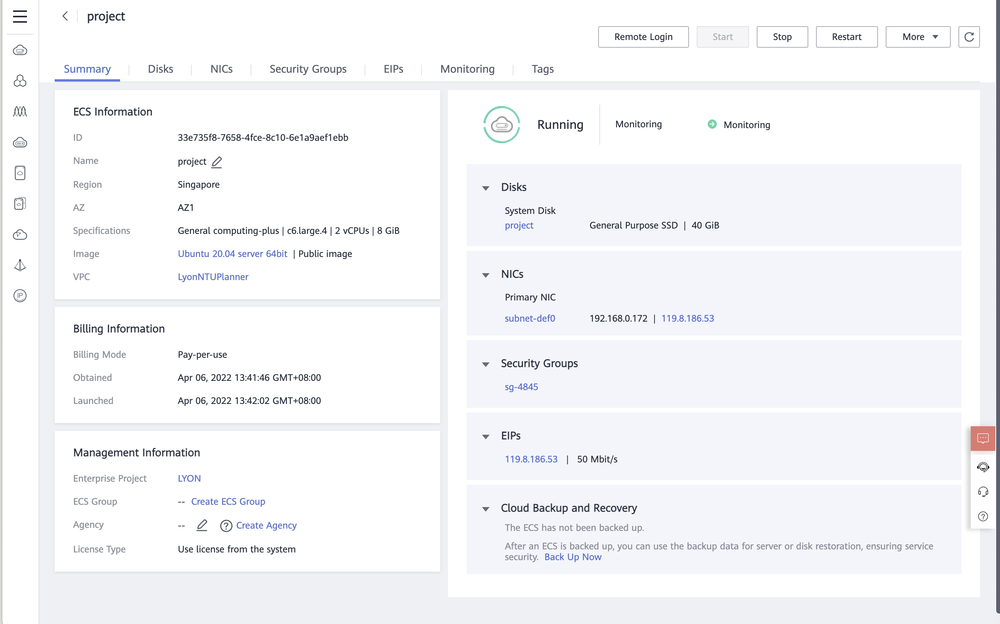 project
Remote Login
Start
Stop
Restart
More
Summary
Disks
NICs
Security Groups
EIPs
Monitoring
Tags
ECS Information
ID 33e735f8-7658-4fce-8c10-6e1a9aef1ebb
Name project
Region Singapore
AZ AZ1
Specifications General computing-plus | c6.large.4 | 2 vCPUs | 8 GiB
Image Ubuntu 20.04 server 64bit | Public image
VPC LyonNTUPlanner
Billing Information
Billing Mode Pay-per-use
Obtained Apr 06, 2022 13:41:46 GMT+08:00
Launched Apr 06, 2022 13:42:02 GMT+08:00
Management Information
Enterprise Project LYON
ECS Group -- Create ECS Group
Agency -- ? Create Agency
License Type Use license from the system
Running
Monitoring
Monitoring
Disks
System Disk
project General Purpose SSD | 40 GiB
NICs
Primary NIC
subnet-def0 192.168.0.172 | 119.8.186.53
Security Groups
sg-4845
EIPs
119.8.186.53 | 50 Mbit/s
Cloud Backup and Recovery
The ECS has not been backed up.
After an ECS is backed up, you can use the backup data for server or disk restoration, ensuring service
security. Back Up Now
IP
?